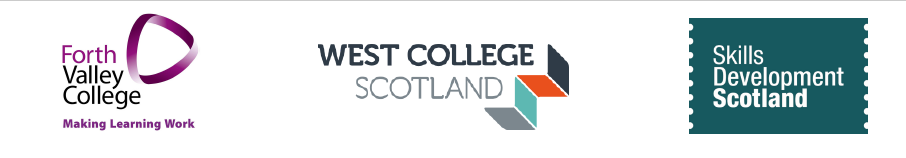 Forth
Valley
College
Making Learning Work
WEST COLLEGE
SCOTLAND
Skills
Development
Scotland